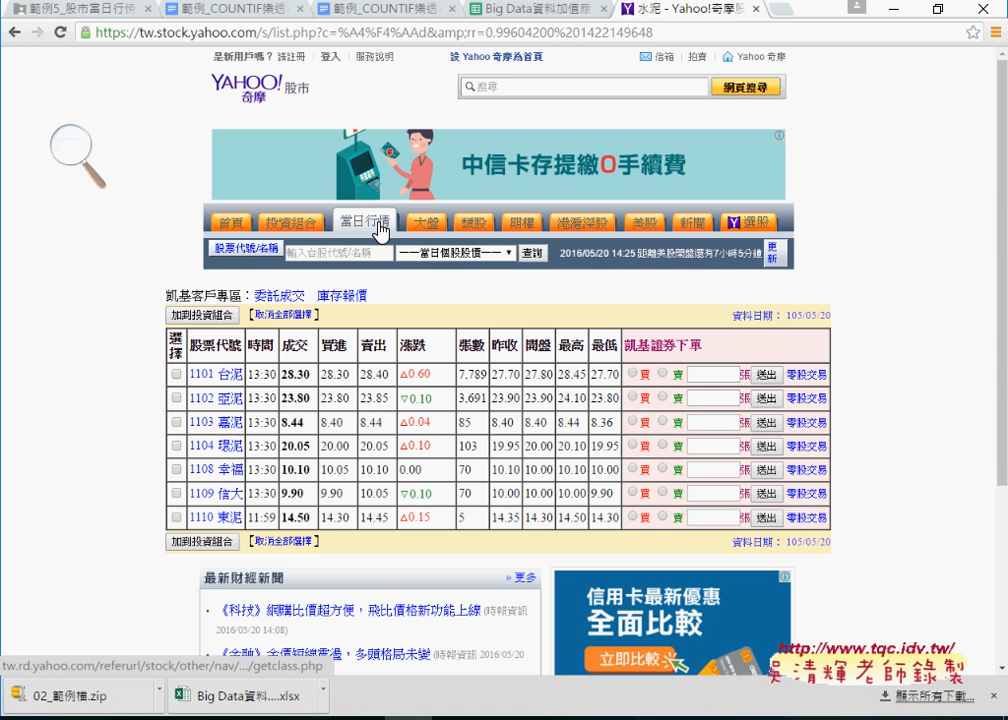 範例5_股市當日行情
範例_COUNTIF樂透
範例_COUNTIF樂透
Big Data資料加值應
水泥 - Yahoo!奇摩股
https://tw.stock.yahoo.com/s/list.php?c=%A4%F4%AAd&amp;rr=0.99604200%201422149648
是新用戶嗎? 請註冊 登入 服務說明 設 Yahoo 奇摩為首頁 信箱 拍賣 Yahoo 奇摩
YAHOO! 奇摩 股市
搜尋 網頁搜尋
中信卡存提繳0手續費
首頁 投資組合 當日行情 大盤 類股 期權 港滬深股 美股 新聞 選股
股票代號/名稱 輸入台股代號/名稱 ──當日個股股價── 查詢 2016/05/20 14:25 距離美股開盤還有7小時5分鐘 更新
凱基客戶專區：委託成交 庫存報價
加到投資組合 【取消全部選擇】 資料日期： 105/05/20
選擇 股票代號 時間 成交 買進 賣出 漲跌 張數 昨收 開盤 最高 最低 凱基證券下單
1101 台泥 13:30 28.30 28.30 28.40 △0.60 7,789 27.70 27.80 28.45 27.70 買 賣 張 送出 零股交易
1102 亞泥 13:30 23.80 23.80 23.85 ▽0.10 3,691 23.90 23.90 24.10 23.80 買 賣 張 送出 零股交易
1103 嘉泥 13:30 8.44 8.40 8.44 △0.04 85 8.40 8.40 8.44 8.36 買 賣 張 送出 零股交易
1104 環泥 13:30 20.05 20.00 20.05 △0.10 103 19.95 20.00 20.10 19.95 買 賣 張 送出 零股交易
1108 幸福 13:30 10.10 10.05 10.10 0.00 70 10.10 10.00 10.10 10.00 買 賣 張 送出 零股交易
1109 信大 13:30 9.90 9.90 10.05 ▽0.10 70 10.00 10.00 10.00 9.90 買 賣 張 送出 零股交易
1110 東泥 11:59 14.50 14.30 14.45 △0.15 5 14.35 14.30 14.50 14.30 買 賣 張 送出 零股交易
加到投資組合 【取消全部選擇】 資料日期： 105/05/20
最新財經新聞 » 更多
《科技》網購比價超方便，飛比價格新功能上線 (時報資訊
2016/05/20 14:08)
《金融》金價短線震盪，多頭格局未變 (時報資訊 2016/05/20
信用卡最新優惠
全面比較
立即比較
tw.rd.yahoo.com/referurl/stock/other/nav/.../getclass.php
http://www.tqc.idv.tw/
吳清輝老師錄製
02_範例檔.zip
Big Data資料....xlsx
顯示所有下載...